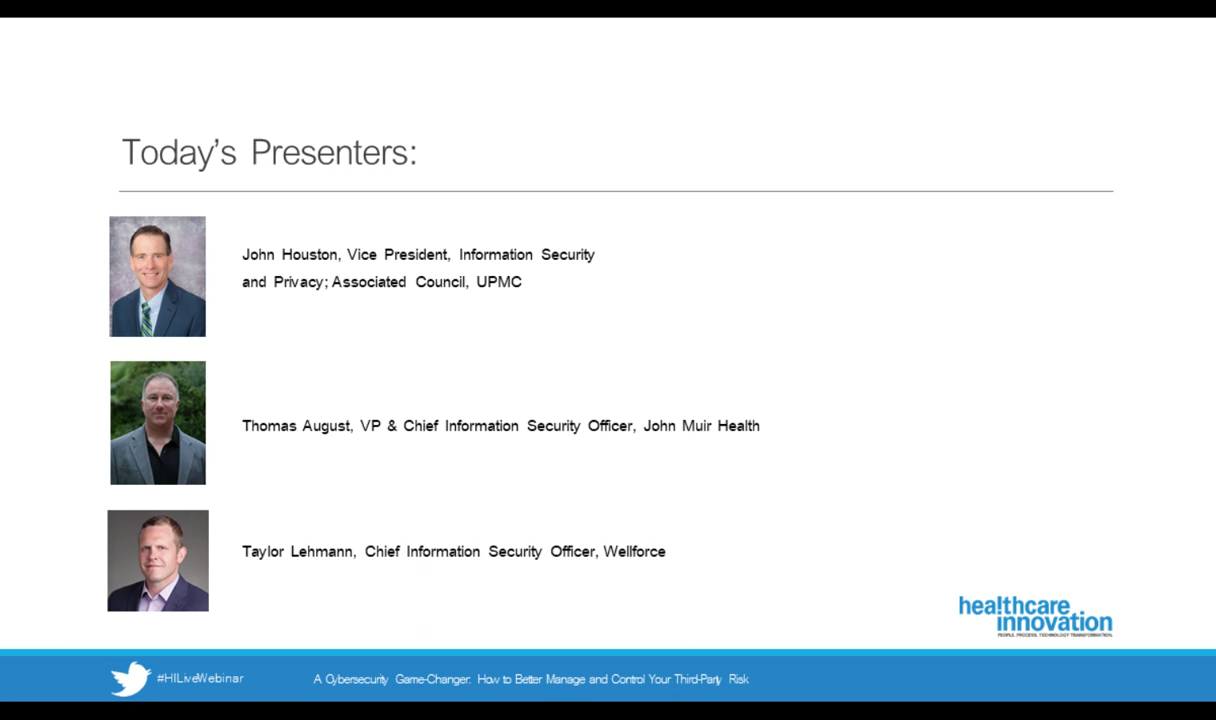 Today's Presenters:
John Houston, Vice President, Information Security
and Privacy; Associated Council, UPMC
Thomas August, VP & Chief Information Security Officer, John Muir Health
Taylor Lehmann, Chief Information Security Officer, Wellforce
healthcare
innovation
PEOPLE. PROCESS. TECHNOLOGY TRANSFORMATION.
#HILiveWebinar
A Cybersecurity Game-Changer: How to Better Manage and Control Your Third-Party Risk